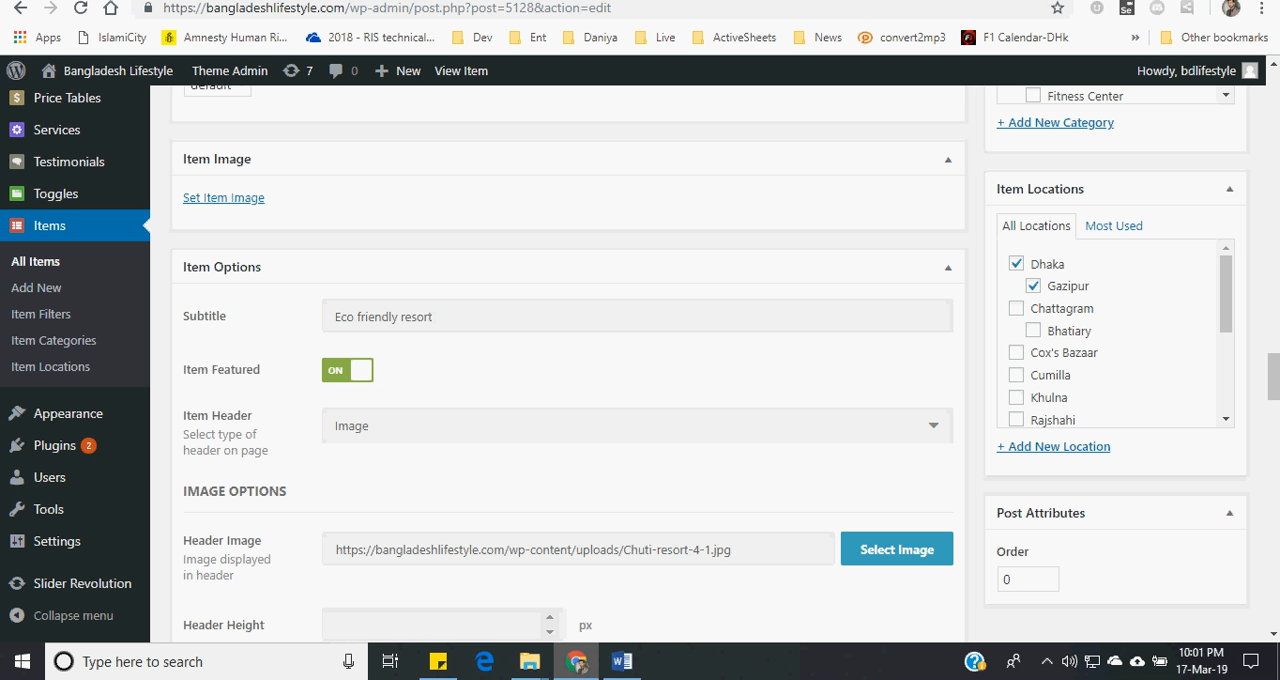 https://bangladeshlifestyle.com/wp-admin/post.php?post=5128&action=edit
Apps IslamiCity Amnesty Human Ri... 2018 - RIS technical... Dev Ent Daniya Live ActiveSheets News convert2mp3 F1 Calendar-DHk » Other bookmarks
Bangladesh Lifestyle Theme Admin 7 0 + New View Item Howdy, bdlifestyle
Price Tables
Services
Testimonials
Toggles
Items
All Items
Add New
Item Filters
Item Categories
Item Locations
Appearance
Plugins 2
Users
Tools
Settings
Slider Revolution
Collapse menu
default
Item Image
Set Item Image
Item Options
Subtitle Eco friendly resort
Item Featured ON
Item Header Image
Select type of
header on page
IMAGE OPTIONS
Header Image https://bangladeshlifestyle.com/wp-content/uploads/Chuti-resort-4-1.jpg Select Image
Image displayed
in header
Header Height px
Fitness Center
+ Add New Category
Item Locations
All Locations Most Used
Dhaka
Gazipur
Chattagram
Bhatiary
Cox's Bazaar
Cumilla
Khulna
Rajshahi
+ Add New Location
Post Attributes
Order
0
Type here to search
10:01 PM
17-Mar-19